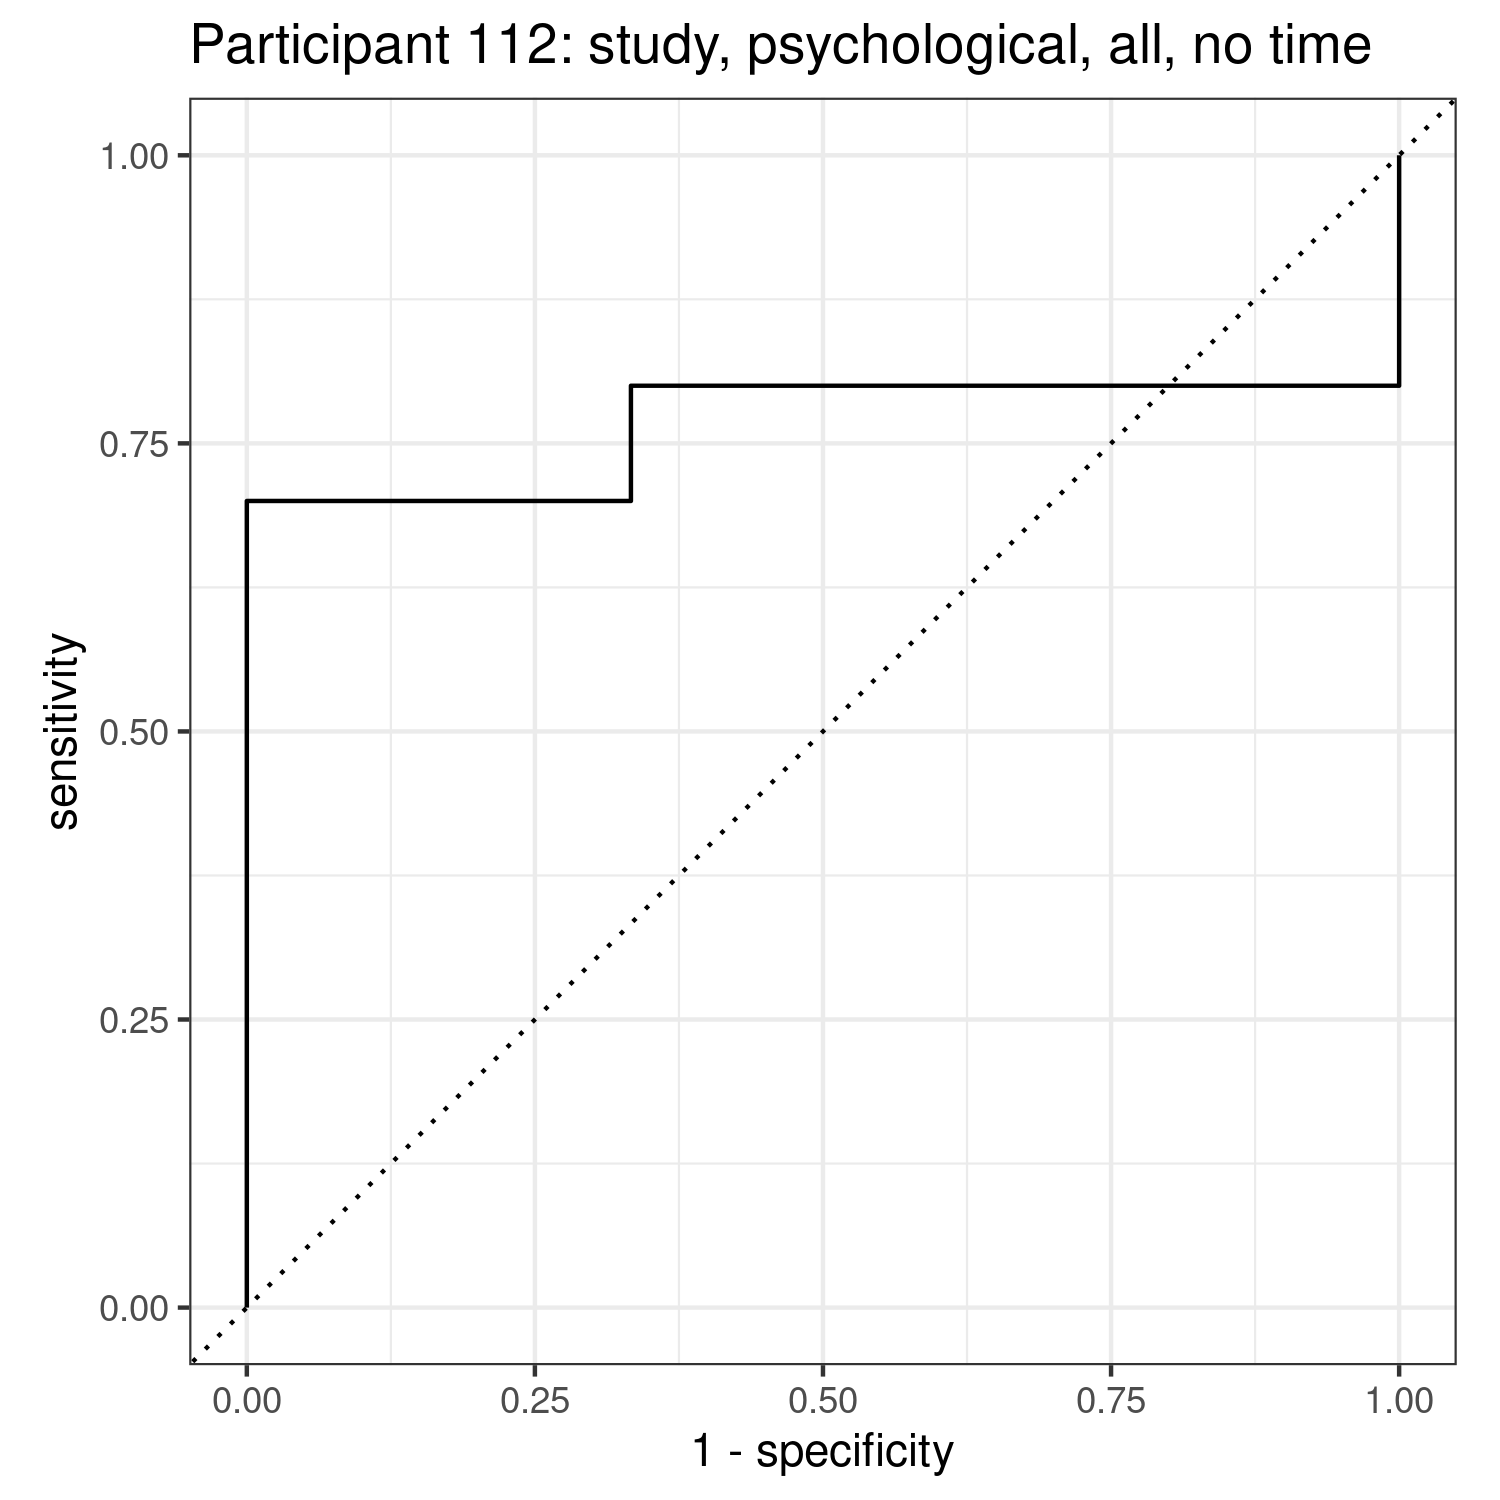 Participant 112: study, psychological, all, no time
1.00
0.75
0.50
0.25
0.00
sensitivity
0.00 0.25 0.50 0.75 1.00
1 - specificity